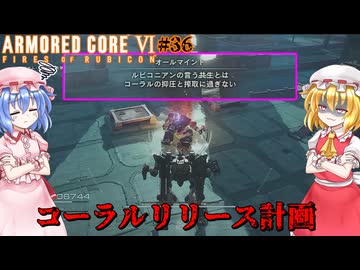 ARMORED CORE VI #36
FIRES OF RUBICON
オールマインド
ルビコニアンの言う共生とは
コーラルの抑圧と搾取に過ぎない
08744
コーラルリリース計画